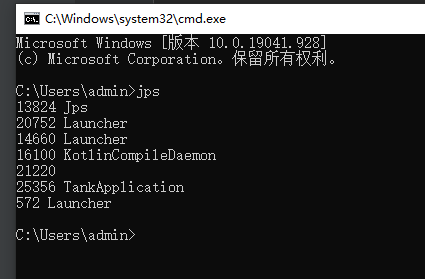 C:\Windows\system32\cmd.exe
Microsoft Windows [版本 10.0.19041.928]
(c) Microsoft Corporation。保留所有权利。
C:\Users\admin>jps
13824 Jps
20752 Launcher
14660 Launcher
16100 KotlinCompileDaemon
21220
25356 TankApplication
572 Launcher
C:\Users\admin>